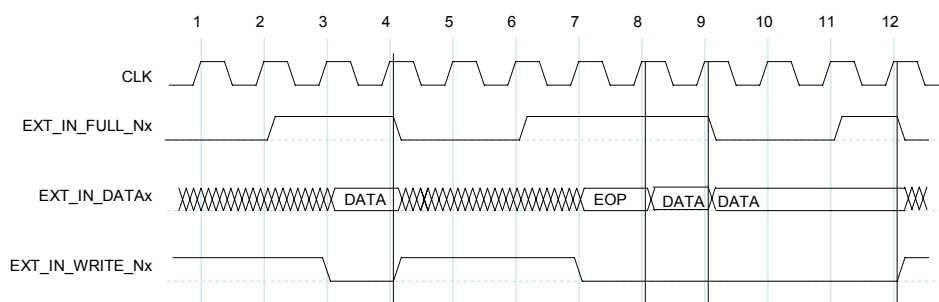 1 2 3 4 5 6 7 8 9 10 11 12
CLK
EXT_IN_FULL_Nx
EXT_IN_DATAx DATA EOP DATA DATA
EXT_IN_WRITE_Nx